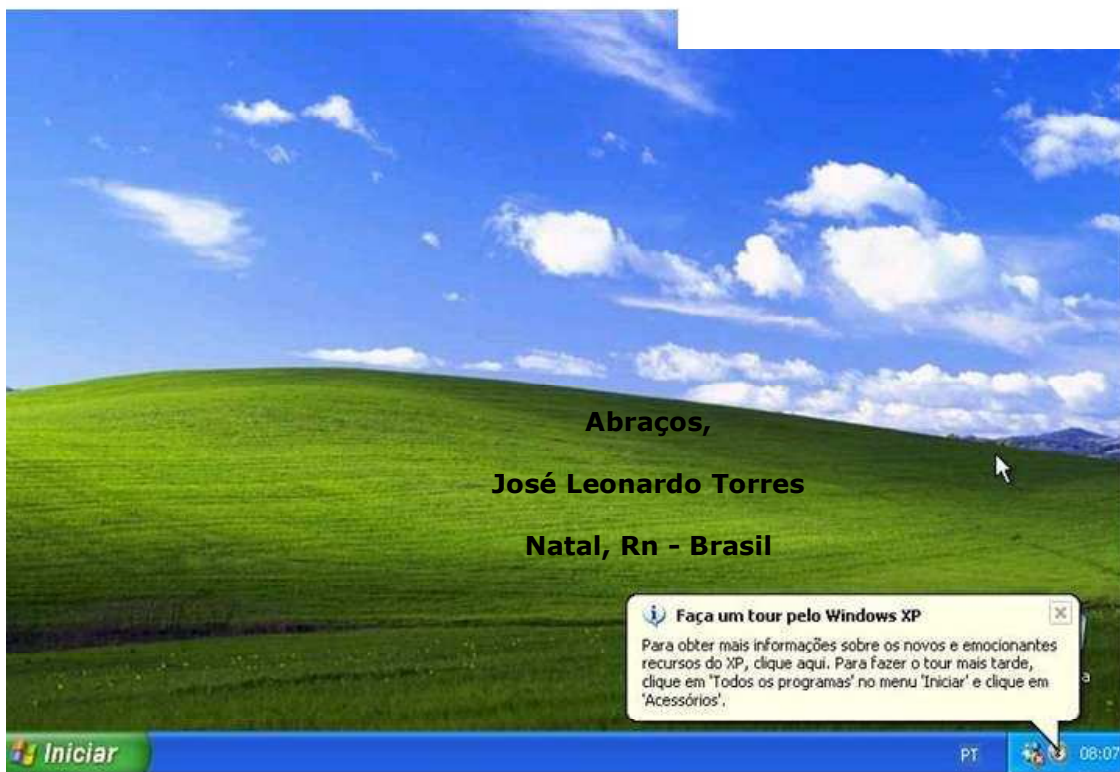 Abraços,
José Leonardo Torres
Natal, Rn - Brasil
Faça um tour pelo Windows XP
Para obter mais informações sobre os novos e emocionantes
recursos do XP, clique aqui. Para fazer o tour mais tarde,
clique em 'Todos os programas' no menu 'Iniciar' e clique em
'Acessórios'.
a
Iniciar
PT
08:07